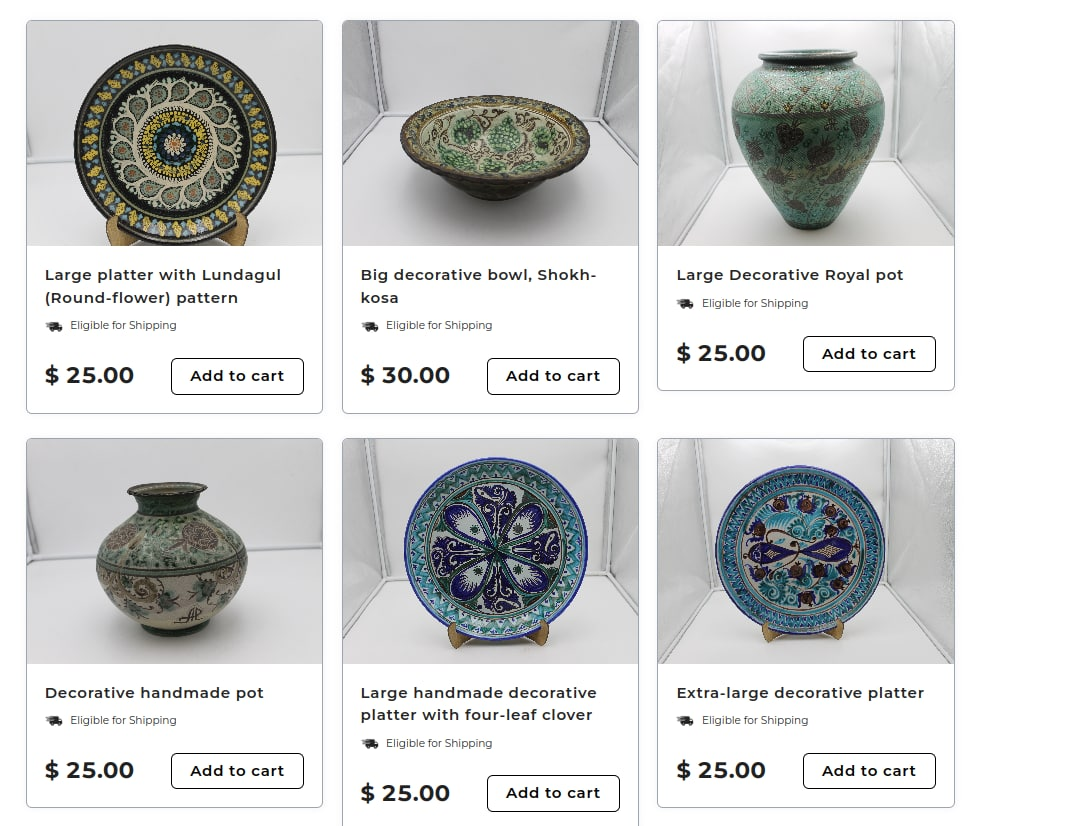 Large platter with Lundagul
(Round-flower) pattern
Eligible for Shipping
$ 25.00
Add to cart
Big decorative bowl, Shokh-
kosa
Eligible for Shipping
$ 30.00
Add to cart
Large Decorative Royal pot
Eligible for Shipping
$ 25.00
Add to cart
Decorative handmade pot
Eligible for Shipping
$ 25.00
Add to cart
Large handmade decorative
platter with four-leaf clover
Eligible for Shipping
$ 25.00
Add to cart
Extra-large decorative platter
Eligible for Shipping
$ 25.00
Add to cart